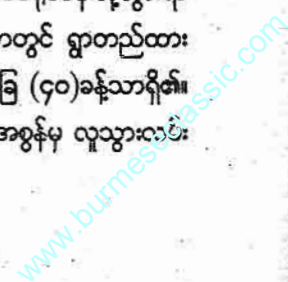 ာတွင် ရွာတည်ထား
ခြေ (၄၀)ခန့်သာရှိ၏။
အစွန်မှ လူသွားလမ်း
www.burmeseclassic.com